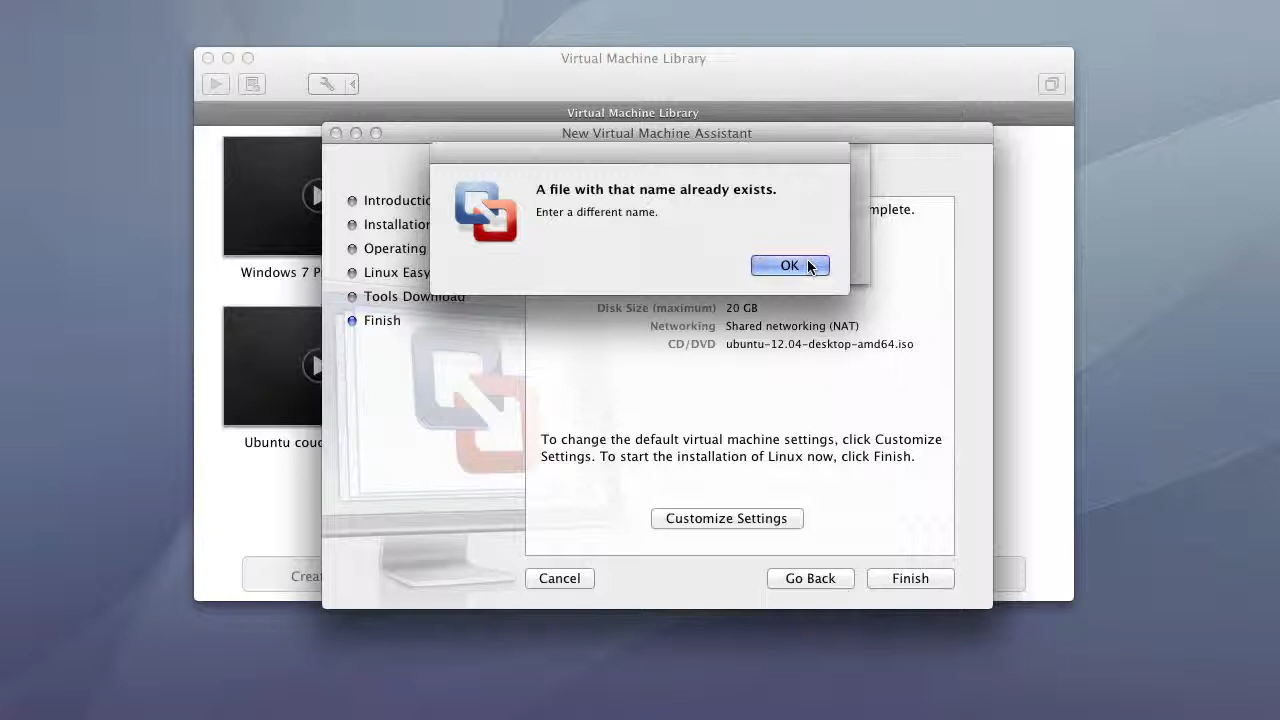 Virtual Machine Library
Virtual Machine Library
New Virtual Machine Assistant
A file with that name already exists.
Enter a different name.
OK
Introductio
Installation
Operating
Linux Easy
Tools Download
Finish
mplete.
Disk Size (maximum) 20 GB
Networking Shared networking (NAT)
CD/DVD ubuntu-12.04-desktop-amd64.iso
To change the default virtual machine settings, click Customize
Settings. To start the installation of Linux now, click Finish.
Customize Settings
Cancel
Go Back
Finish
Windows 7 P
Ubuntu couc
Creat